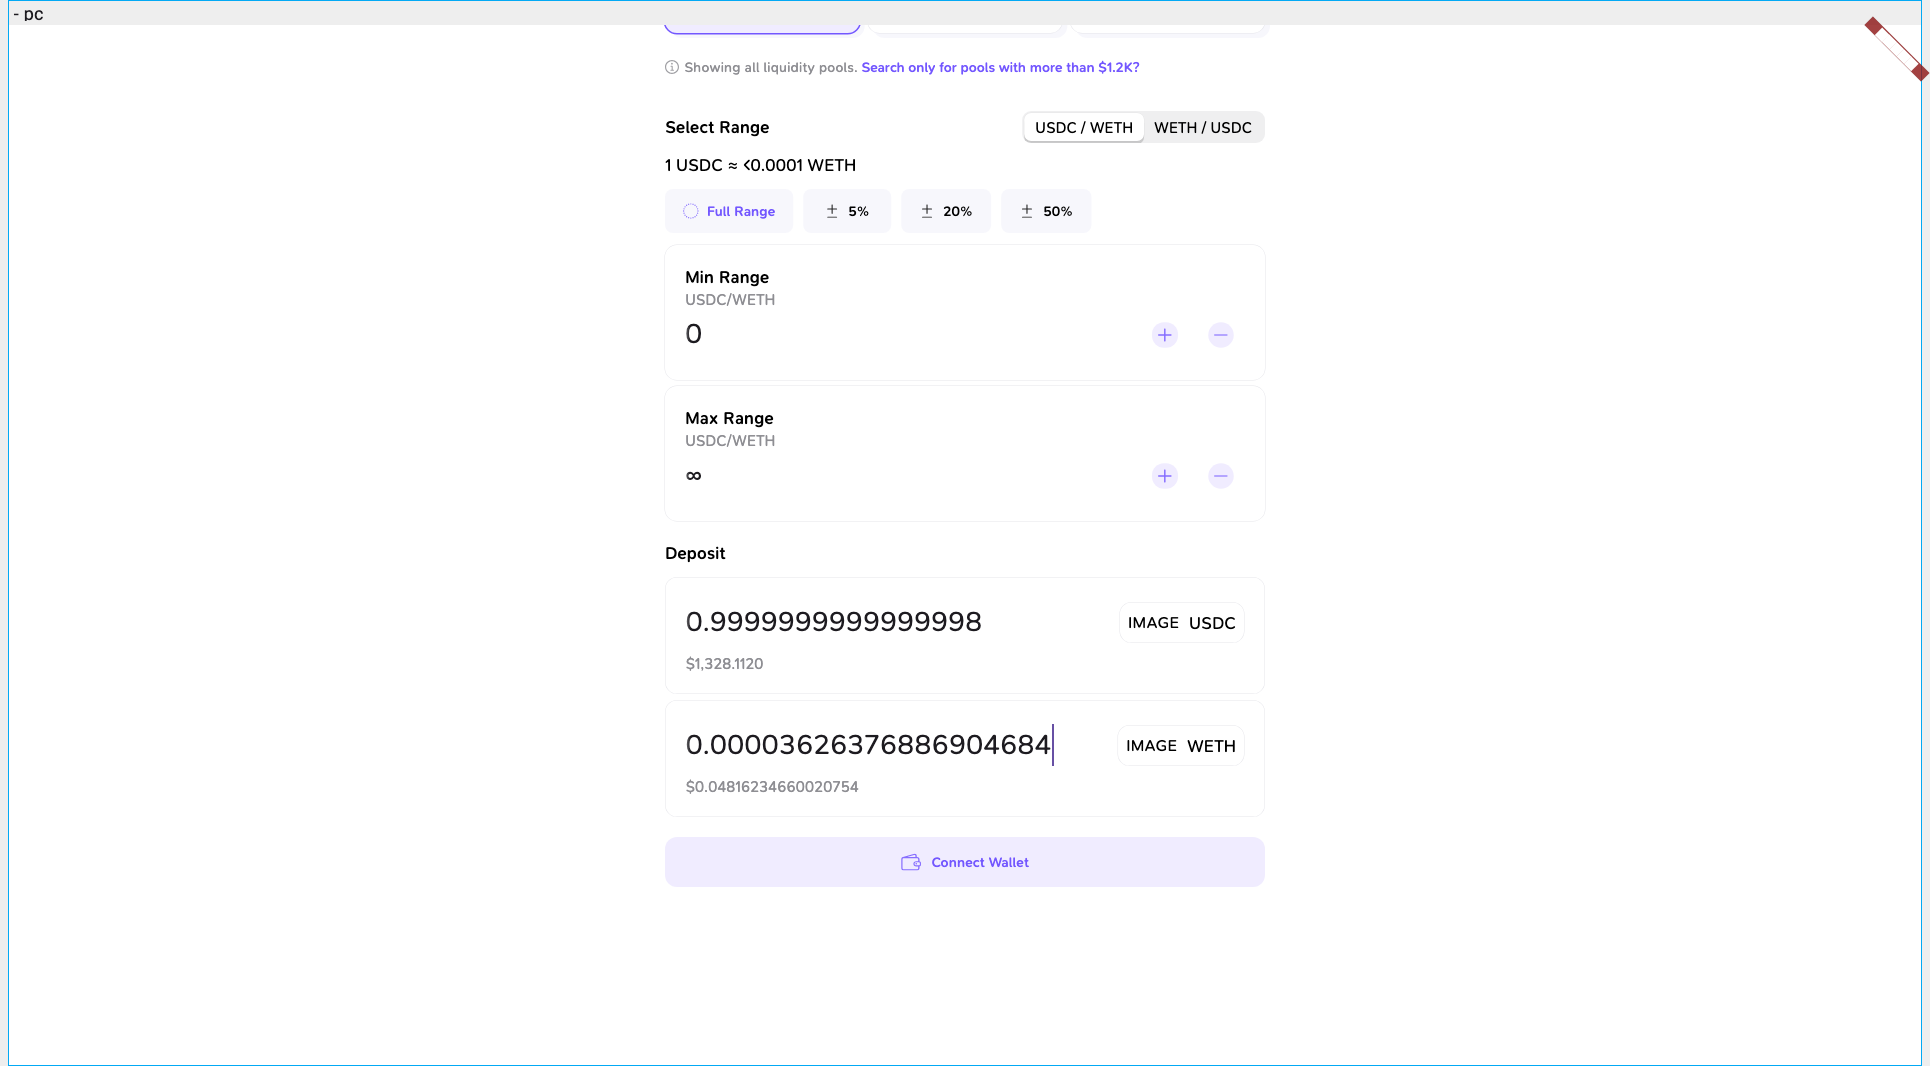 - pc
Showing all liquidity pools. Search only for pools with more than $1.2K?
Select Range
USDC / WETH WETH / USDC
1 USDC ≈ <0.0001 WETH
Full Range ± 5% ± 20% ± 50%
Min Range
USDC/WETH
0
Max Range
USDC/WETH
∞
Deposit
0.9999999999999998 IMAGE USDC
$1,328.1120
0.00003626376886904684 IMAGE WETH
$0.04816234660020754
Connect Wallet